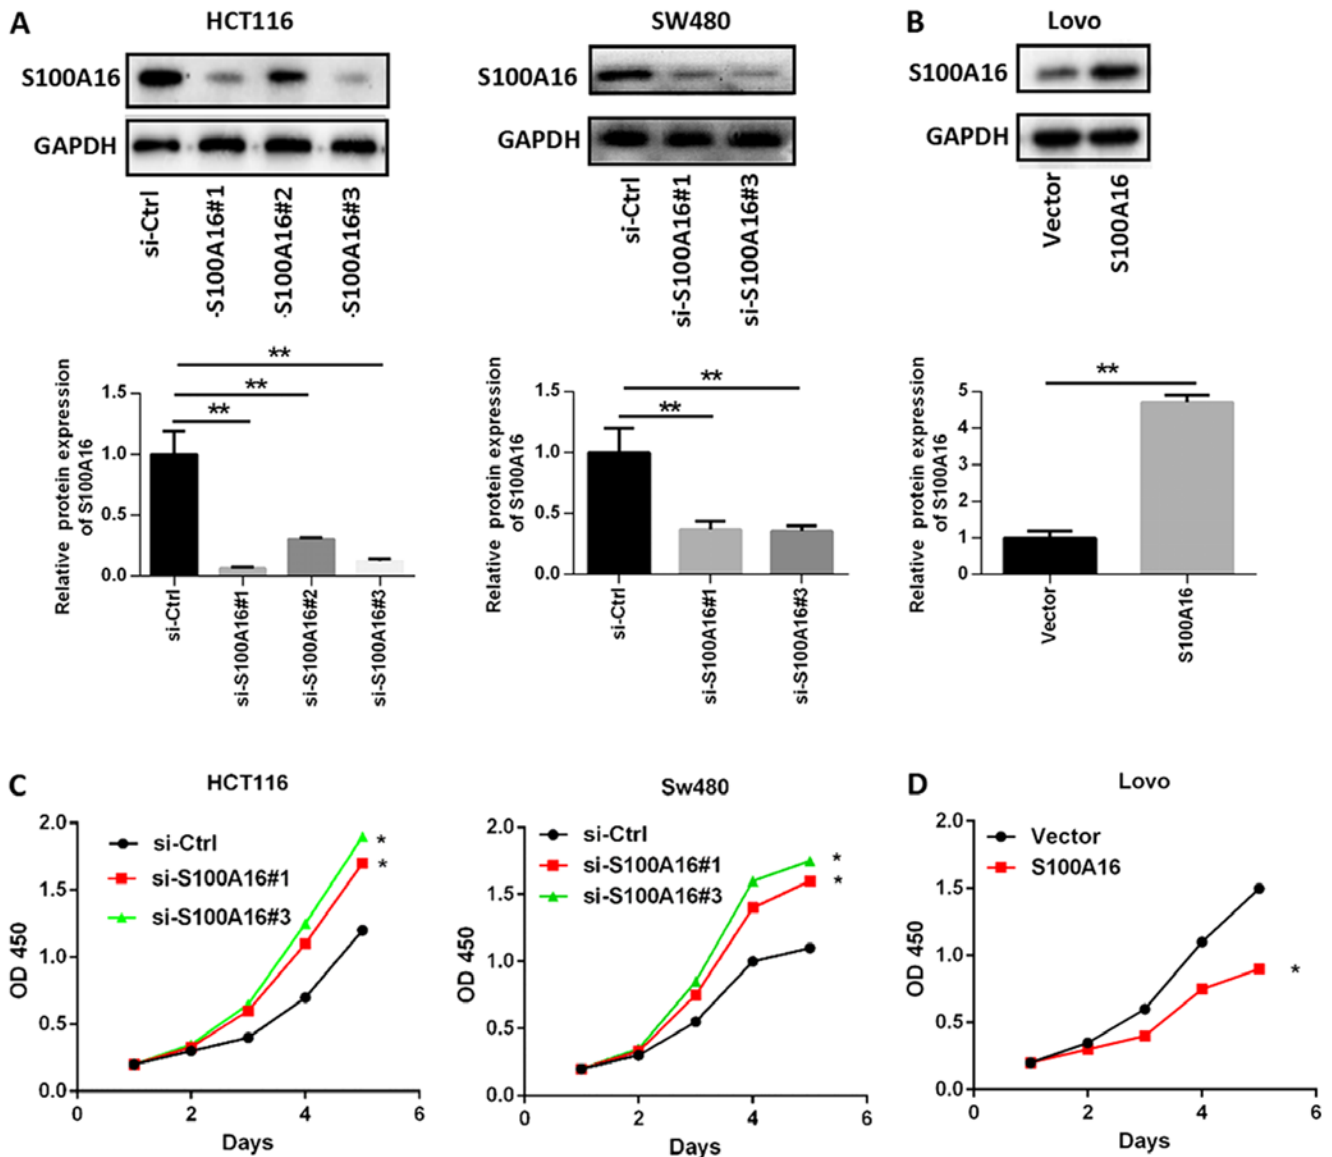 A
HCT116
S100A16
GAPDH
si-Ctrl
-S100A16#1
-S100A16#2
-S100A16#3
SW480
S100A16
GAPDH
si-Ctrl
si-S100A16#1
si-S100A16#3
B
Lovo
S100A16
GAPDH
Vector
S100A16
Relative protein expression
of S100A16
1.5
1.0
0.5
0.0
**
**
**
si-Ctrl
si-S100A16#1
si-S100A16#2
si-S100A16#3
Relative protein expression
of S100A16
1.5
1.0
0.5
0.0
**
**
si-Ctrl
si-S100A16#1
si-S100A16#3
Relative protein expression
of S100A16
5
4
3
2
1
0
**
Vector
S100A16
C
HCT116
OD 450
2.0
1.5
1.0
0.5
0.0
si-Ctrl
si-S100A16#1
si-S100A16#3
*
*
0 2 4 6
Days
Sw480
OD 450
2.0
1.5
1.0
0.5
0.0
si-Ctrl
si-S100A16#1
si-S100A16#3
*
*
0 2 4 6
Days
D
Lovo
OD 450
2.0
1.5
1.0
0.5
0.0
Vector
S100A16
*
0 2 4 6
Days